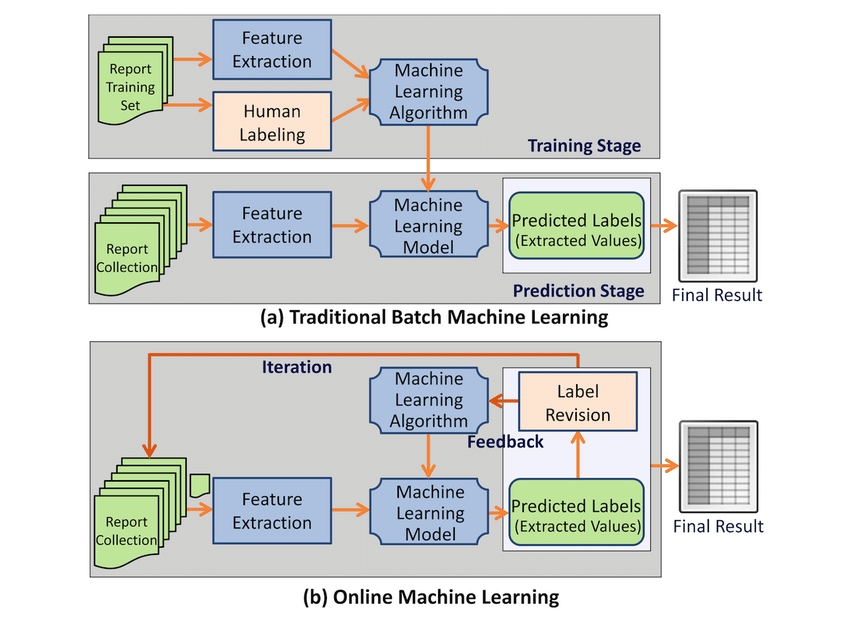 Report
Training
Set
Feature
Extraction
Human
Labeling
Machine
Learning
Algorithm
Training Stage
Report
Collection
Feature
Extraction
Machine
Learning
Model
Predicted Labels
(Extracted Values)
Prediction Stage
Final Result
(a) Traditional Batch Machine Learning
Iteration
Machine
Learning
Algorithm
Label
Revision
Feedback
Report
Collection
Feature
Extraction
Machine
Learning
Model
Predicted Labels
(Extracted Values)
Final Result
(b) Online Machine Learning